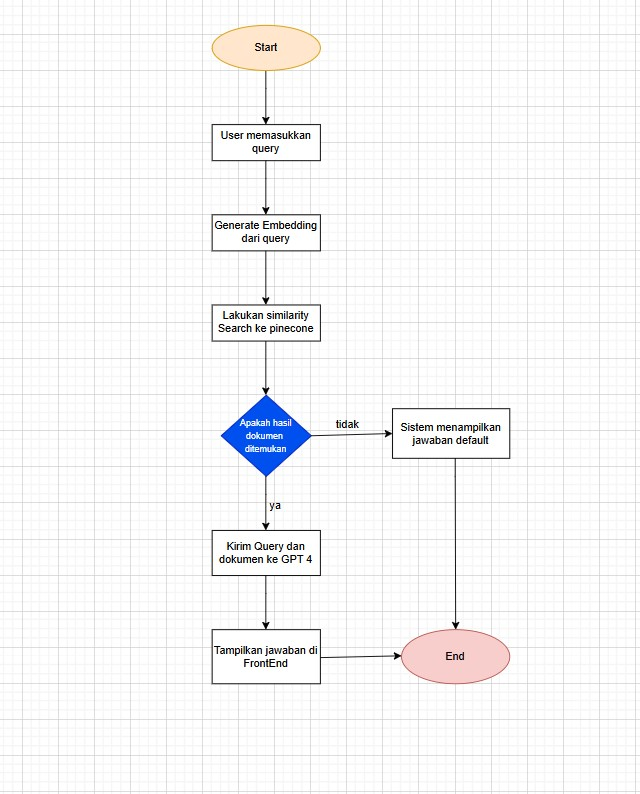 Start
User memasukkan
query
Generate Embedding
dari query
Lakukan similarity
Search ke pinecone
Apakah hasil
dokumen
ditemukan
tidak
Sistem menampilkan
jawaban default
ya
Kirim Query dan
dokumen ke GPT 4
Tampilkan jawaban di
FrontEnd
End